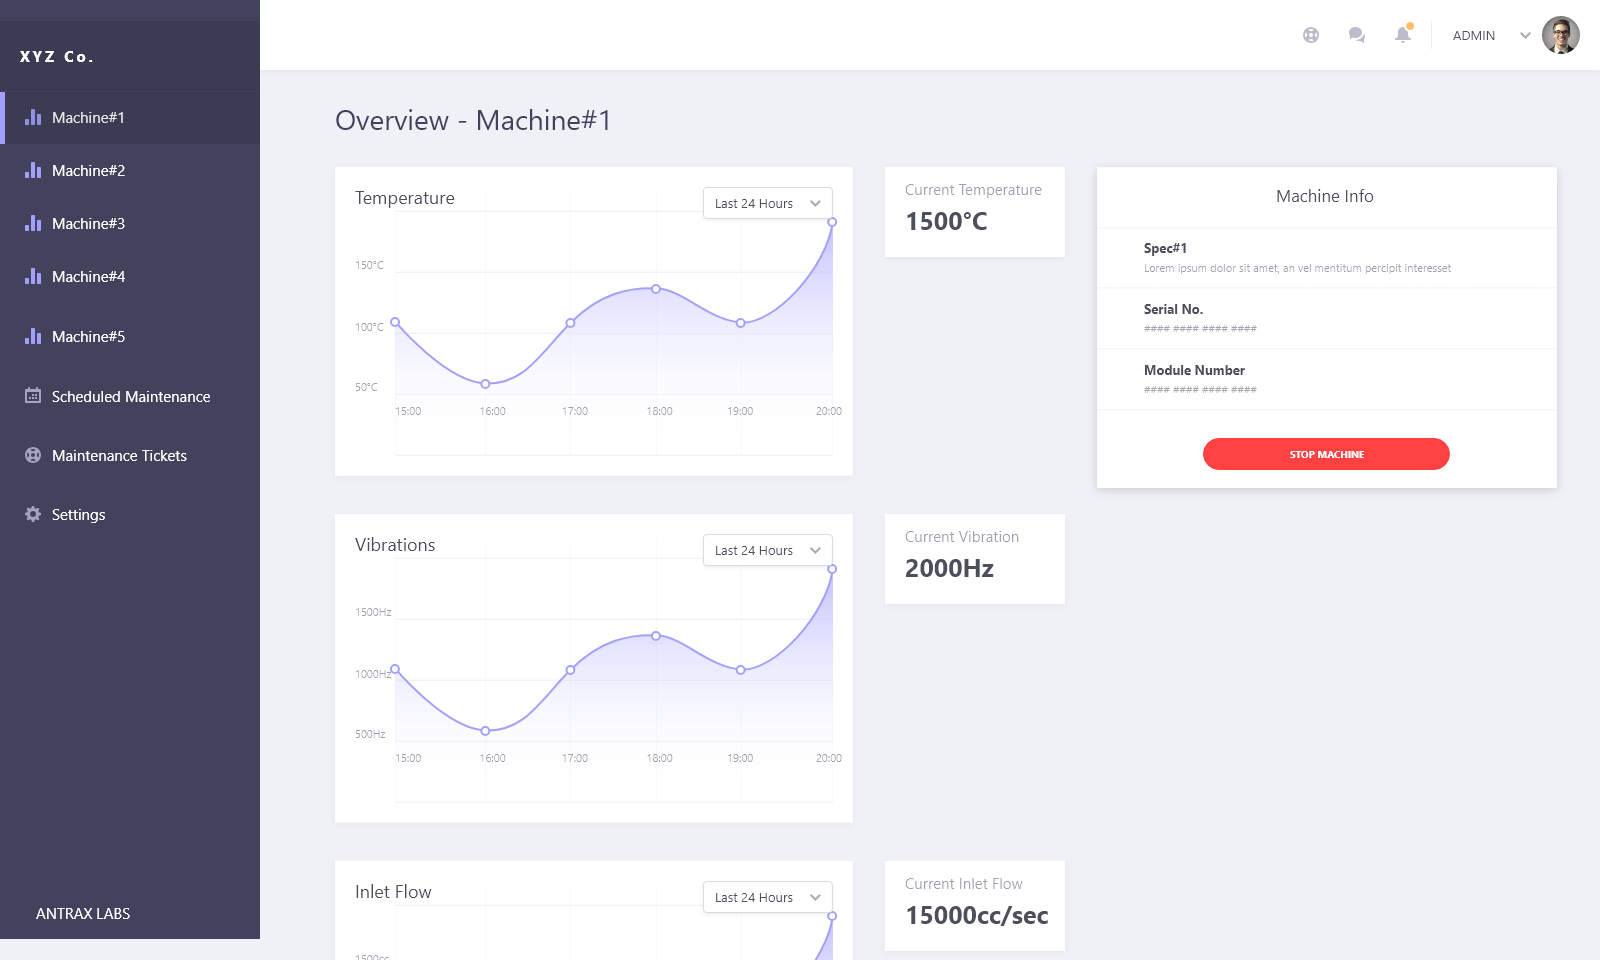 XYZ Co.
Machine#1
Machine#2
Machine#3
Machine#4
Machine#5
Scheduled Maintenance
Maintenance Tickets
Settings
ANTRAX LABS
ADMIN
Overview - Machine#1
Temperature
Last 24 Hours
150°C
100°C
50°C
15:00 16:00 17:00 18:00 19:00 20:00
Current Temperature
1500°C
Machine Info
Spec#1
Lorem ipsum dolor sit amet, an vel mentitum percipit interesset
Serial No.
#### #### #### ####
Module Number
#### #### #### ####
STOP MACHINE
Vibrations
Last 24 Hours
1500Hz
1000Hz
500Hz
15:00 16:00 17:00 18:00 19:00 20:00
Current Vibration
2000Hz
Inlet Flow
Last 24 Hours
1500cc
Current Inlet Flow
15000cc/sec